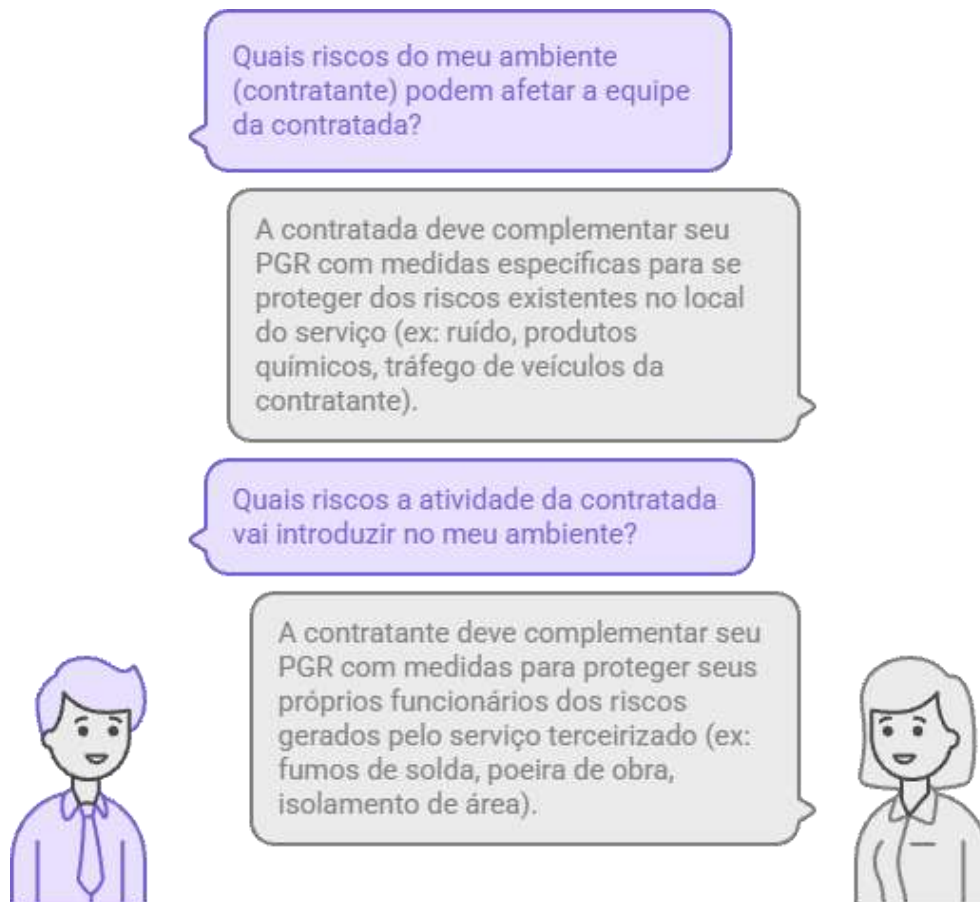 Quais riscos do meu ambiente
(contratante) podem afetar a equipe
da contratada?
A contratada deve complementar seu
PGR com medidas específicas para se
proteger dos riscos existentes no local
do serviço (ex: ruído, produtos
químicos, tráfego de veículos da
contratante).
Quais riscos a atividade da contratada
vai introduzir no meu ambiente?
A contratante deve complementar seu
PGR com medidas para proteger seus
próprios funcionários dos riscos
gerados pelo serviço terceirizado (ex:
fumos de solda, poeira de obra,
isolamento de área).